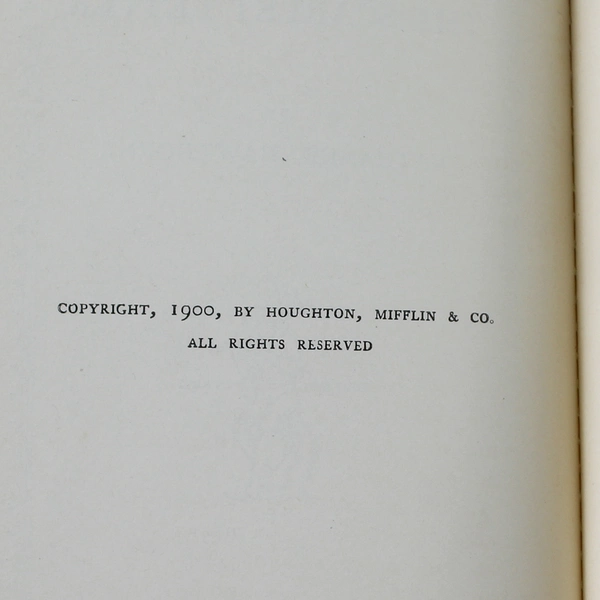 COPYRIGHT, 1900, BY HOUGHTON, MIFFLIN & CO.
ALL RIGHTS RESERVED